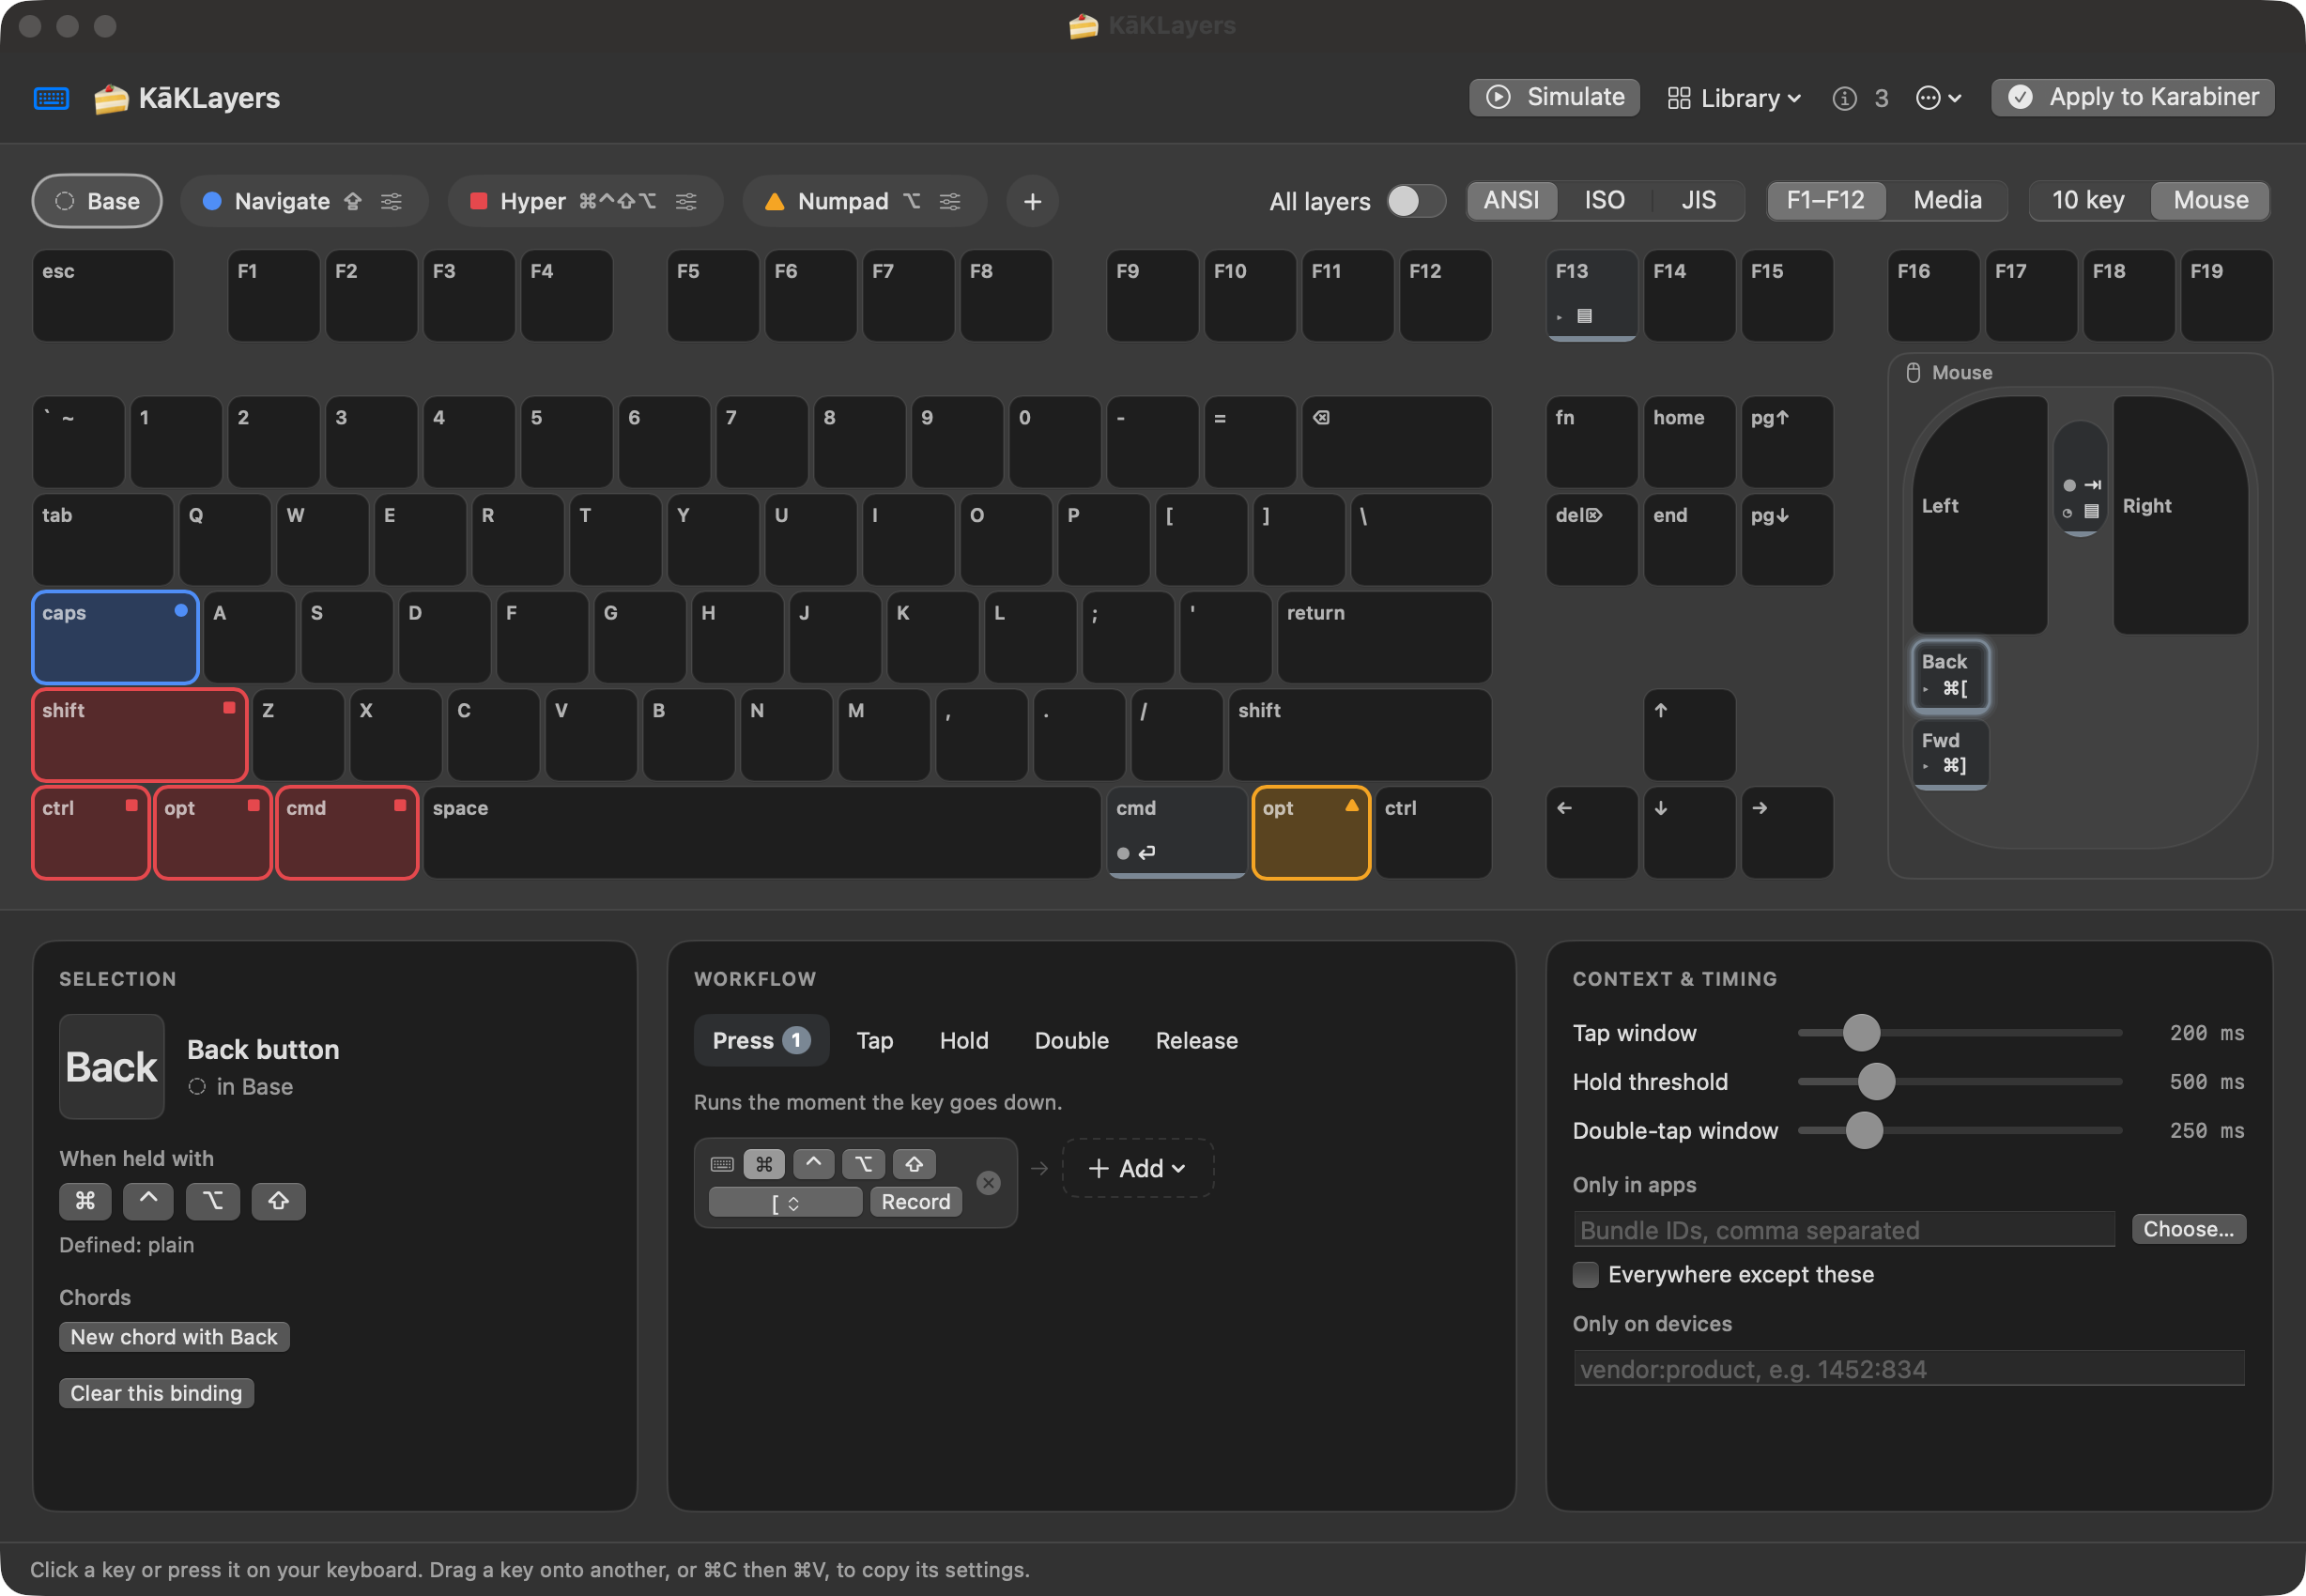 🍰 KāKLayers
🍰 KāKLayers
Simulate Library 3 Apply to Karabiner
Base Navigate ⇪ Hyper ⌘⌃⇧⌥ Numpad ⌥ + All layers ANSI ISO JIS F1–F12 Media 10 key Mouse
esc F1 F2 F3 F4 F5 F6 F7 F8 F9 F10 F11 F12 F13 F14 F15 F16 F17 F18 F19
▸ ▤
Mouse
` ~ 1 2 3 4 5 6 7 8 9 0 - = ⌫ fn home pg↑
tab Q W E R T Y U I O P [ ] \ del⌦ end pg↓
Left ⇥ Right
caps A S D F G H J K L ; ' return
Back
▸ ⌘[
shift Z X C V B N M , . / shift ↑
Fwd
▸ ⌘]
ctrl opt cmd space cmd opt ctrl ← ↓ →
● ↩
SELECTION
Back
Back button
in Base
When held with
⌘ ⌃ ⌥ ⇧
Defined: plain
Chords
New chord with Back
Clear this binding
WORKFLOW
Press 1 Tap Hold Double Release
Runs the moment the key goes down.
⌘ ⌃ ⌥ ⇧
[ Record
→ + Add
CONTEXT & TIMING
Tap window 200 ms
Hold threshold 500 ms
Double-tap window 250 ms
Only in apps
Bundle IDs, comma separated Choose...
Everywhere except these
Only on devices
vendor:product, e.g. 1452:834
Click a key or press it on your keyboard. Drag a key onto another, or ⌘C then ⌘V, to copy its settings.